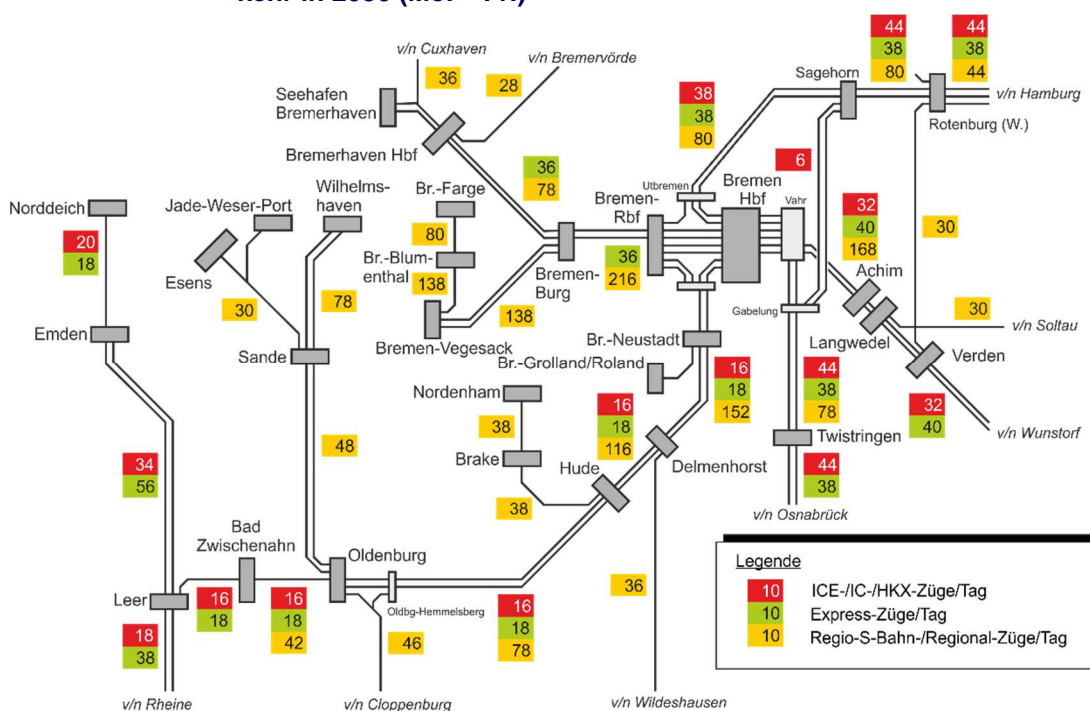 v/n Cuxhaven
36
v/n Bremervörde
28
44
38
80
44
38
44
Seehafen
Bremerhaven
Bremerhaven Hbf
38
38
80
Sagehorn
v/n Hamburg
Rotenburg (W.)
6
Norddeich
Jade-Weser-Port
Wilhelms-
haven
Br.-Farge
36
78
Utbremen
Bremen
Hbf
Bremen-
Rbf
Vahr
32
40
168
30
20
18
Esens
30
78
80
Br.-Blum-
enthal
138
Bremen-
Burg
36
216
Achim
Bremen-Vegesack
138
Gabelung
Langwedel
30
v/n Soltau
Emden
Sande
Br.-Neustadt
Verden
Br.-Grolland/Roland
16
18
152
44
38
78
32
40
v/n Wunstorf
Nordenham
38
Brake
16
18
116
Twistringen
48
Hude
Delmenhorst
34
56
38
44
38
v/n Osnabrück
Bad
Zwischenahn
Oldenburg
Leer
16
18
16
18
42
Oldbg-Hemmelsberg
16
18
78
36
18
38
46
v/n Rheine
v/n Cloppenburg
v/n Wildeshausen
Legende
10 ICE-/IC-/HKX-Züge/Tag
10 Express-Züge/Tag
10 Regio-S-Bahn-/Regional-Züge/Tag